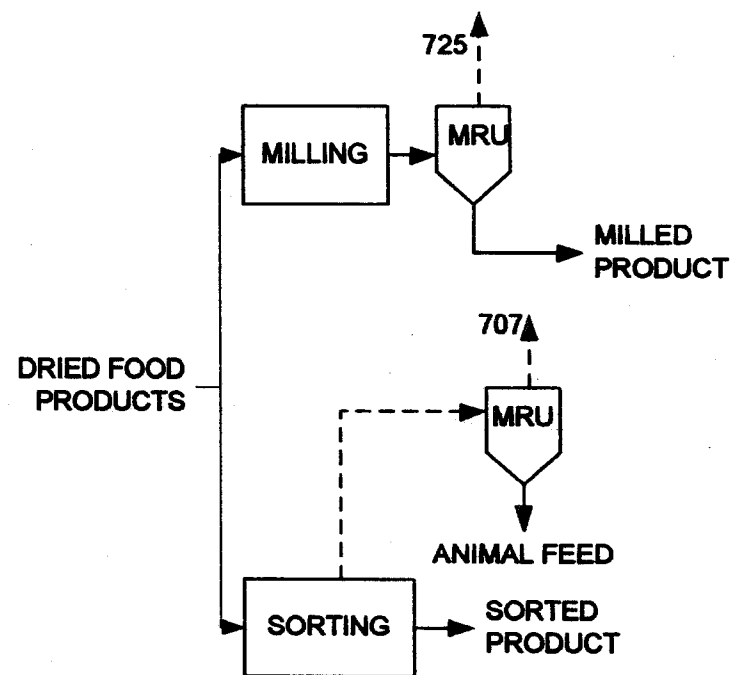 725
MILLING
MRU
MILLED
PRODUCT
707
DRIED FOOD
PRODUCTS
MRU
ANIMAL FEED
SORTING
SORTED
PRODUCT